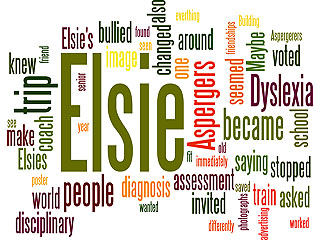 everything
Elsie's
bullied
found
changed
also
friendships
Building
knew
friend
image
seen
around
Maybe
Aspergerers
senior
one
seemed
voted
trip
Elsie
Aspergers
Dyslexia
see
make
coach
year
fit
became
school
Elsies
old
immediately
saying
stopped
poster
people
diagnosis
assessment
saved
world
wanted
invited
photographs
train
asked
disciplinary
differently
advertising
worked